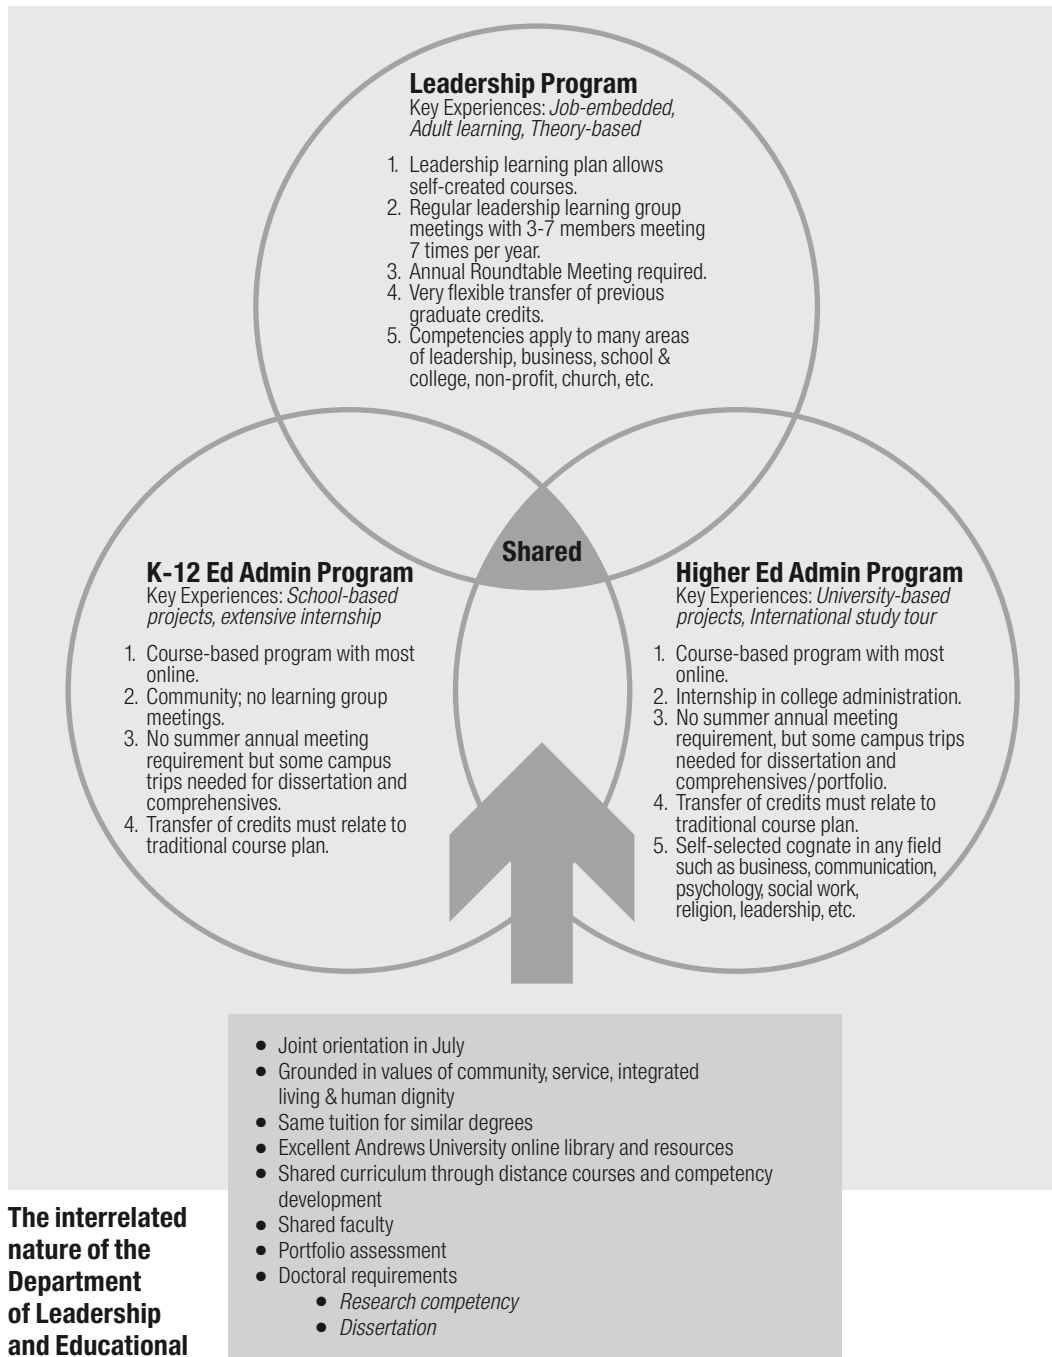 Leadership Program
Key Experiences: Job-embedded,
Adult learning, Theory-based
1. Leadership learning plan allows
self-created courses.
2. Regular leadership learning group
meetings with 3-7 members meeting
7 times per year.
3. Annual Roundtable Meeting required.
4. Very flexible transfer of previous
graduate credits.
5. Competencies apply to many areas
of leadership, business, school &
college, non-profit, church, etc.
Shared
K-12 Ed Admin Program
Key Experiences: School-based
projects, extensive internship
1. Course-based program with most
online.
2. Community; no learning group
meetings.
3. No summer annual meeting
requirement but some campus
trips needed for dissertation and
comprehensives.
4. Transfer of credits must relate to
traditional course plan.
Higher Ed Admin Program
Key Experiences: University-based
projects, International study tour
1. Course-based program with most
online.
2. Internship in college administration.
3. No summer annual meeting
requirement, but some campus trips
needed for dissertation and
comprehensives/portfolio.
4. Transfer of credits must relate to
traditional course plan.
5. Self-selected cognate in any field
such as business, communication,
psychology, social work,
religion, leadership, etc.
• Joint orientation in July
• Grounded in values of community, service, integrated
living & human dignity
• Same tuition for similar degrees
• Excellent Andrews University online library and resources
• Shared curriculum through distance courses and competency
development
• Shared faculty
• Portfolio assessment
• Doctoral requirements
• Research competency
• Dissertation
The interrelated
nature of the
Department
of Leadership
and Educational